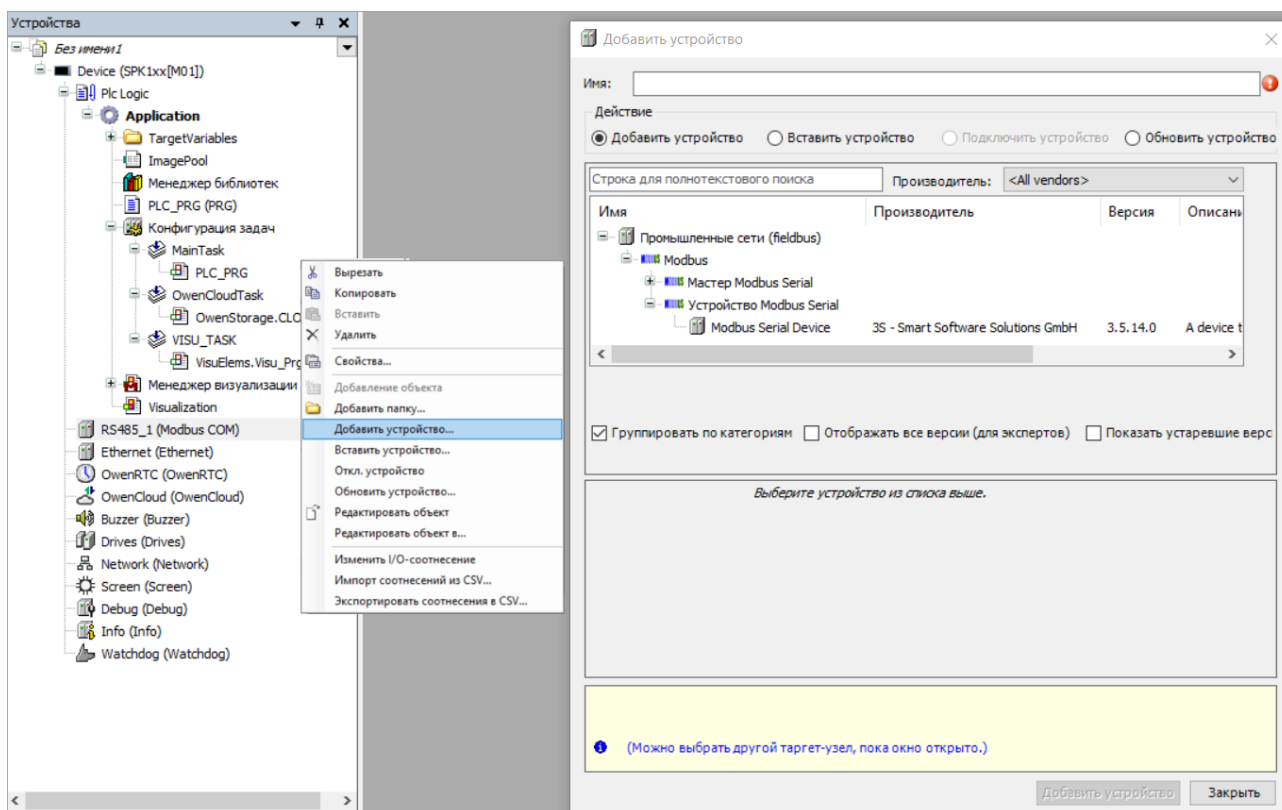 Устройства
Без имени1
Device (SPK1xx[M01])
Plc Logic
Application
TargetVariables
ImagePool
Менеджер библиотек
PLC_PRG (PRG)
Конфигурация задач
MainTask
PLC_PRG
OwenCloudTask
OwenStorage.CLO
VISU_TASK
VisuElems.Visu_Prg
Менеджер визуализации
Visualization
RS485_1 (Modbus COM)
Ethernet (Ethernet)
OwenRTC (OwenRTC)
OwenCloud (OwenCloud)
Buzzer (Buzzer)
Drives (Drives)
Network (Network)
Screen (Screen)
Debug (Debug)
Info (Info)
Watchdog (Watchdog)
Вырезать
Копировать
Вставить
Удалить
Свойства...
Добавление объекта
Добавить папку...
Добавить устройство...
Вставить устройство...
Откл. устройство
Обновить устройство...
Редактировать объект
Редактировать объект в...
Изменить I/O-соотнесение
Импорт соотнесений из CSV...
Экспортировать соотнесения в CSV...
Добавить устройство
Имя:
Действие
Добавить устройство Вставить устройство Подключить устройство Обновить устройство
Строка для полнотекстового поиска Производитель: <All vendors>
Имя Производитель Версия Описани
Промышленные сети (fieldbus)
Modbus
Мастер Modbus Serial
Устройство Modbus Serial
Modbus Serial Device 3S - Smart Software Solutions GmbH 3.5.14.0 A device t
Группировать по категориям Отображать все версии (для экспертов) Показать устаревшие верс
Выберите устройство из списка выше.
(Можно выбрать другой таргет-узел, пока окно открыто.)
Добавить устройство Закрыть